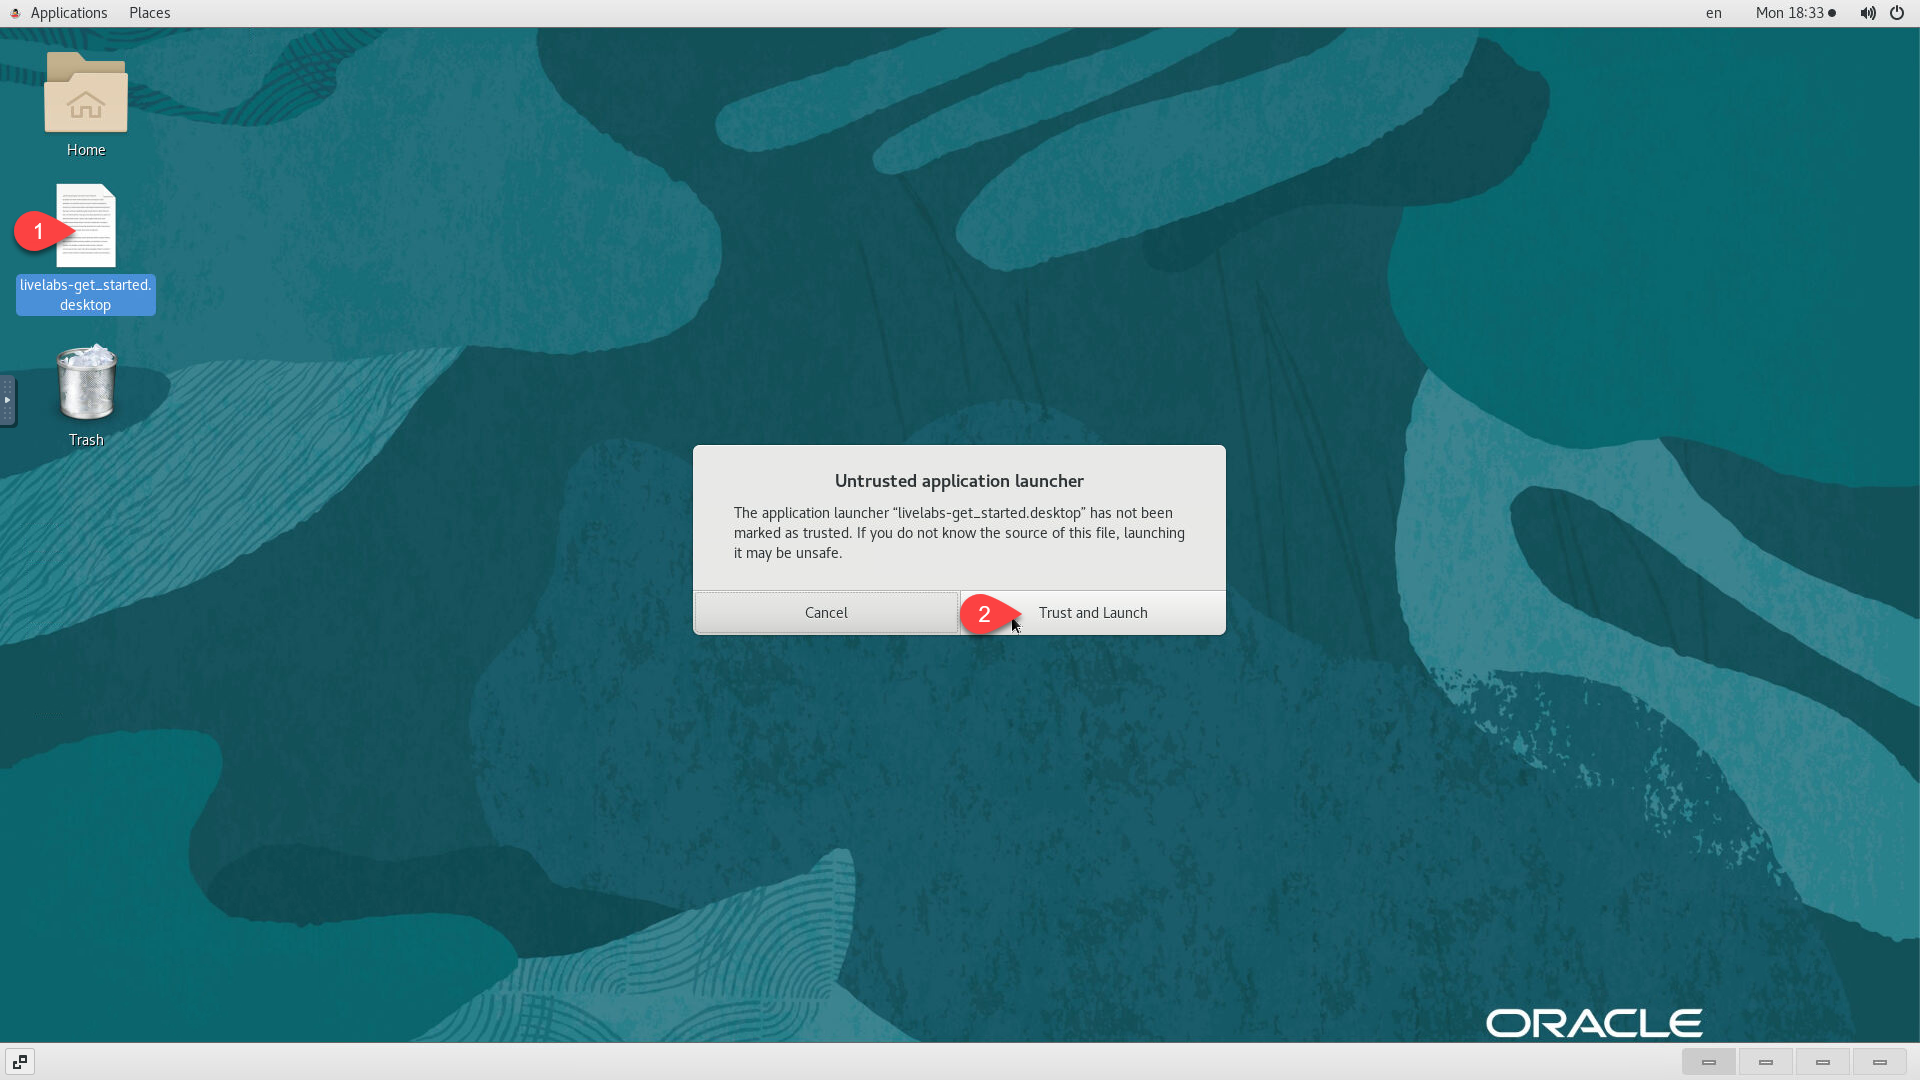 Applications Places en Mon 18:33
Home
1
livelabs-get_started.
desktop
Trash
Untrusted application launcher
The application launcher “livelabs-get_started.desktop” has not been
marked as trusted. If you do not know the source of this file, launching
it may be unsafe.
Cancel 2 Trust and Launch
ORACLE